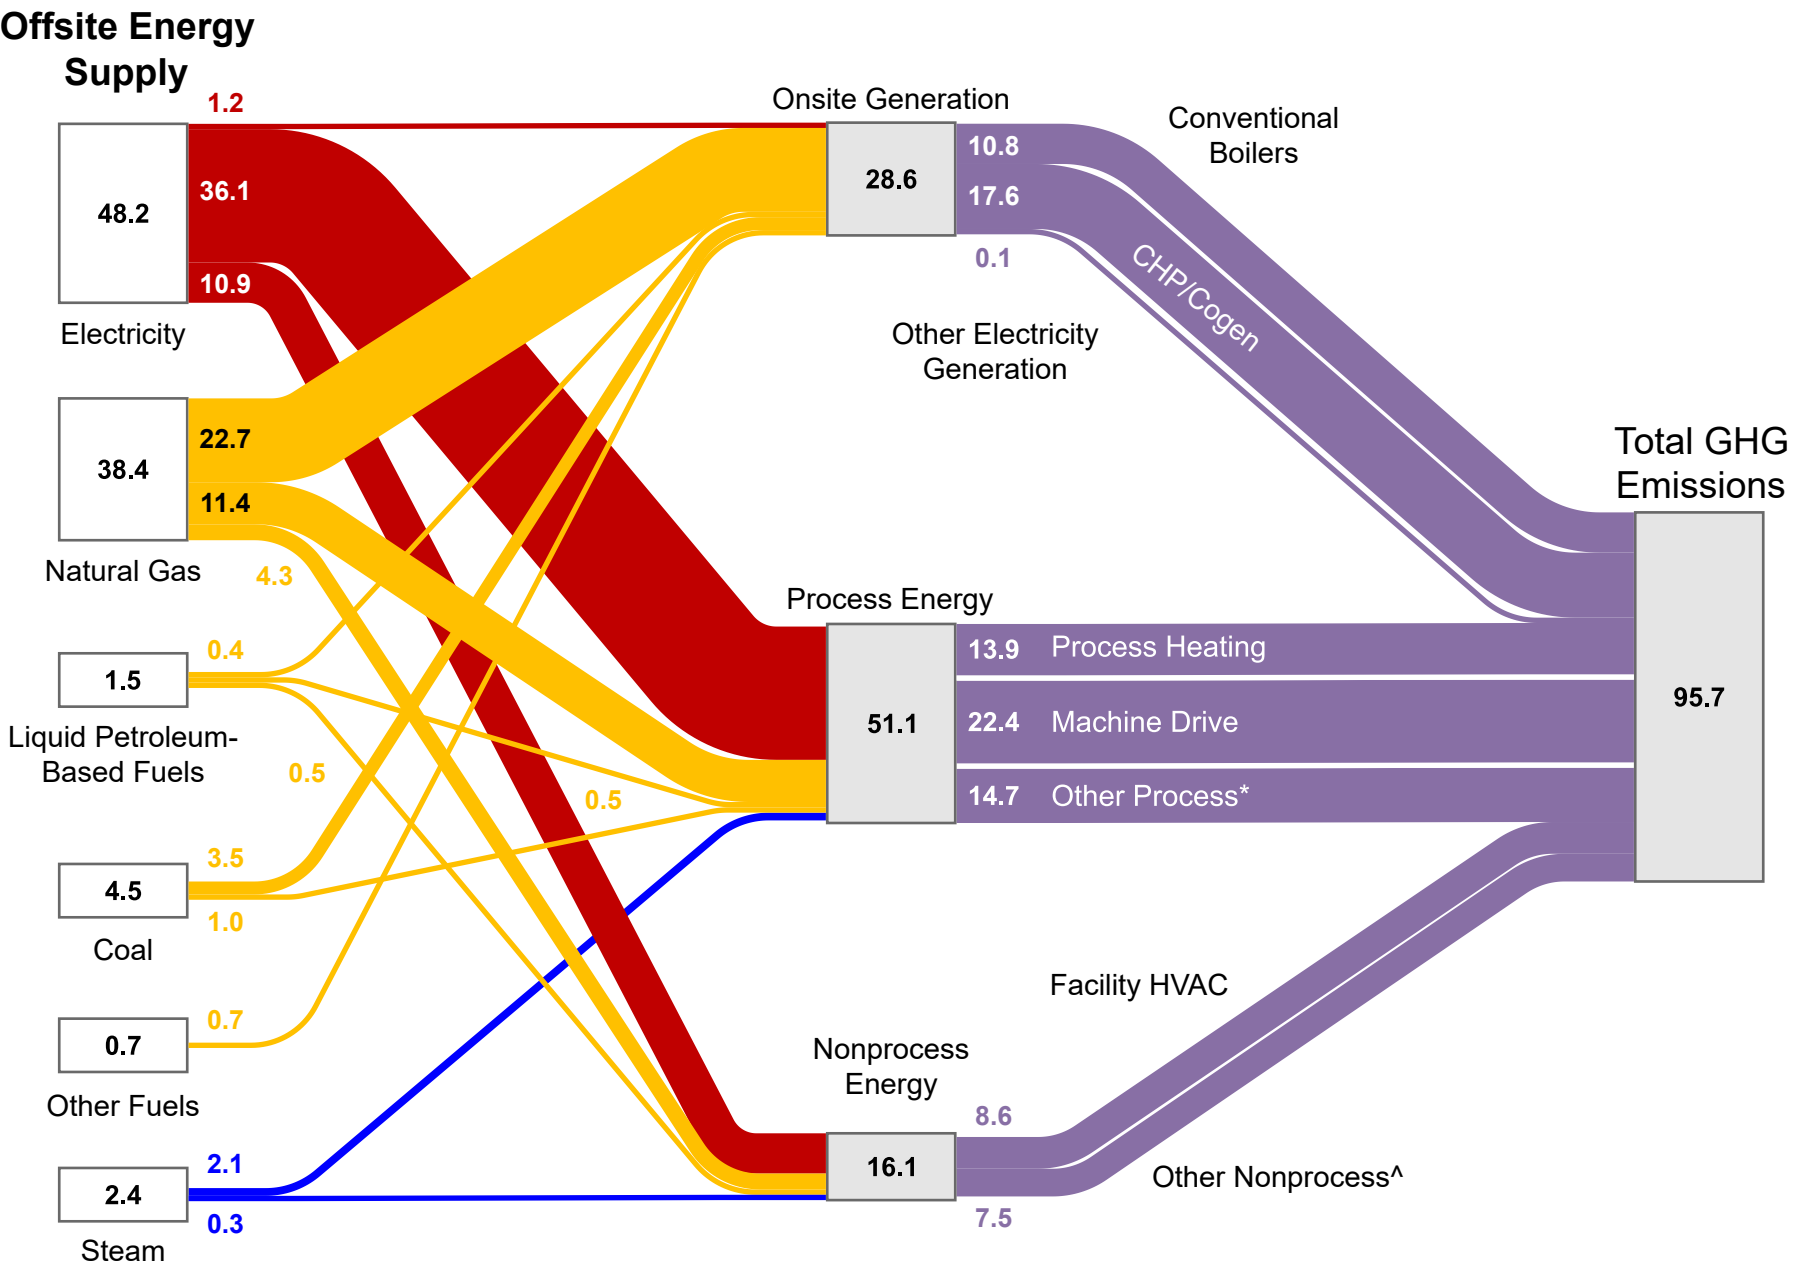 Offsite Energy
Supply
1.2
36.1
10.9
48.2
Electricity
22.7
11.4
4.3
38.4
Natural Gas
0.4
1.5
0.5
0.5
Liquid Petroleum-
Based Fuels
3.5
4.5
1.0
Coal
0.7
0.7
Other Fuels
2.1
2.4
0.3
Steam
Onsite Generation
28.6
10.8
17.6
0.1
Conventional
Boilers
CHP/Cogen
Other Electricity
Generation
Process Energy
51.1
13.9 Process Heating
22.4 Machine Drive
14.7 Other Process*
Nonprocess
Energy
16.1
8.6
7.5
Facility HVAC
Other Nonprocess^
Total GHG
Emissions
95.7